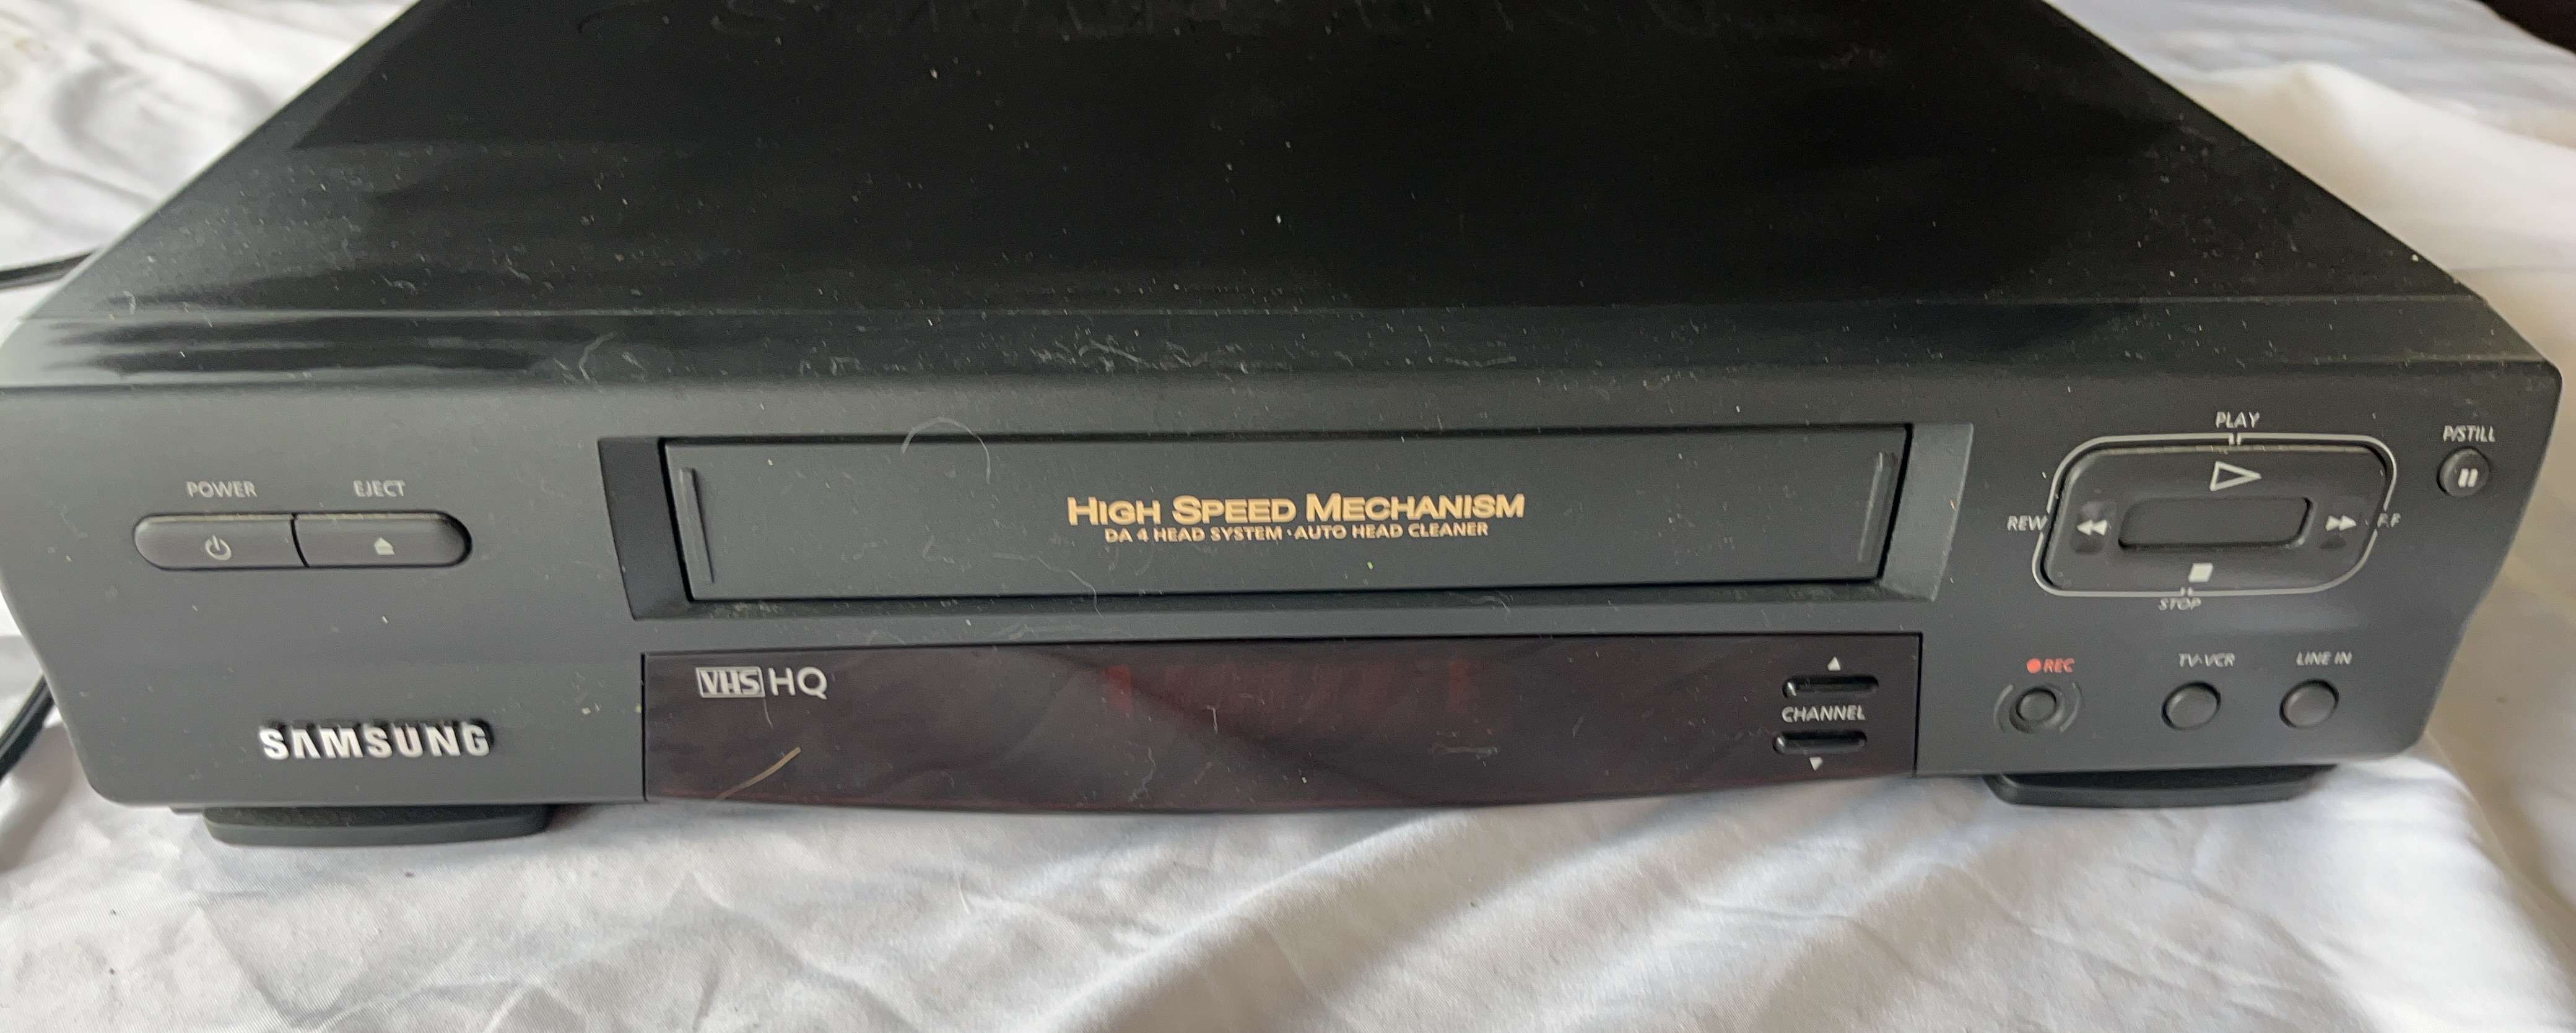 PLAY
P/STILL
POWER
EJECT
HIGH SPEED MECHANISM
DA 4 HEAD SYSTEM · AUTO HEAD CLEANER
REW
F.F
STOP
VHS HQ
REC
TV·VCR
LINE IN
CHANNEL
SAMSUNG